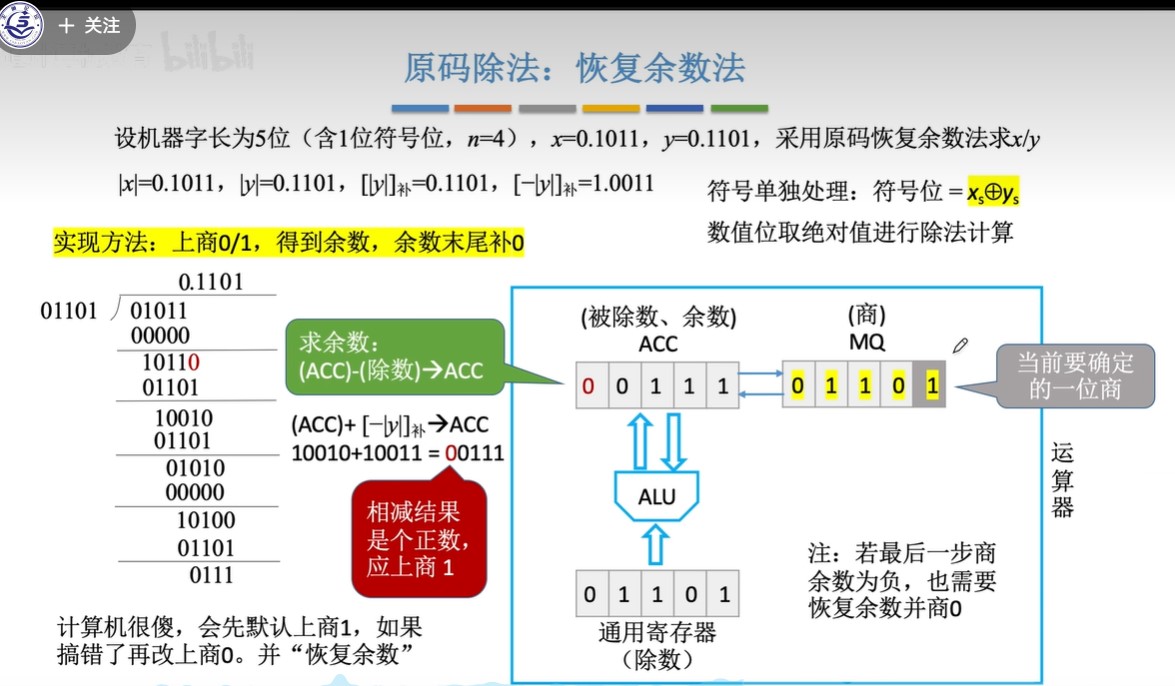 + 关注
bilibili
原码除法：恢复余数法
设机器字长为5位（含1位符号位，n=4），x=0.1011，y=0.1101，采用原码恢复余数法求x/y
|x|=0.1011，|y|=0.1101，[|y|]补=0.1101，[−|y|]补=1.0011
符号单独处理：符号位 = xs⊕ys
数值位取绝对值进行除法计算
实现方法：上商0/1，得到余数，余数末尾补0
0.1101
01101
01011
00000
10110
01101
10010
01101
01010
00000
10100
01101
0111
求余数：
(ACC)-(除数)→ACC
(ACC)+ [−|y|]补→ACC
10010+10011 = 00111
相减结果
是个正数，
应上商 1
计算机很傻，会先默认上商1，如果
搞错了再改上商0。并“恢复余数”
(被除数、余数)
ACC
0 0 1 1 1
(商)
MQ
0 1 1 0 1
当前要确定
的一位商
ALU
0 1 1 0 1
通用寄存器
（除数）
注：若最后一步商
余数为负，也需要
恢复余数并商0
运
算
器